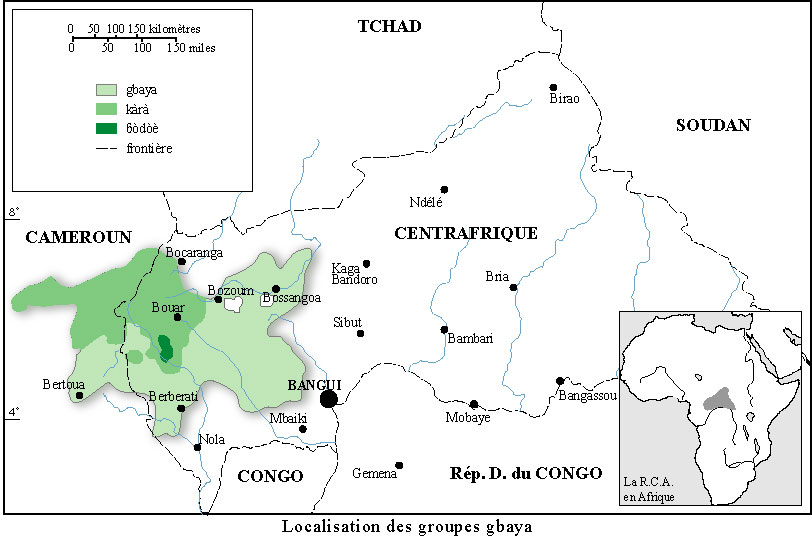 0 50 100 150 kilomètres
0 50 100 150 miles
gbaya
kàrà
ɓòdòè
frontière
TCHAD
SOUDAN
CENTRAFRIQUE
CAMEROUN
8°
4°
Birao
Ndélé
Bocaranga
Kaga
Bandoro
Bria
Bozoum
Bossangoa
Bouar
Sibut
Bambari
Bertoua
Berberati
BANGUI
Bangassou
Mbaiki
Mobaye
Nola
Gemena
CONGO
Rép. D. du CONGO
La R.C.A.
en Afrique
Localisation des groupes gbaya